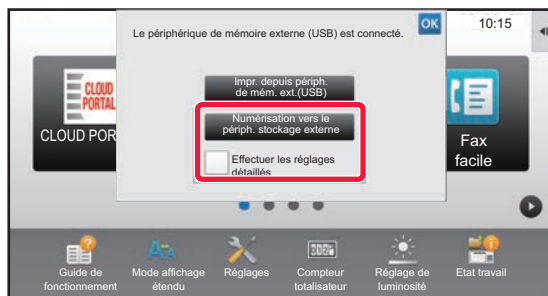 Le périphérique de mémoire externe (USB) est connecté.
OK
10:15
Impr. depuis périph.
de mém. ext.(USB)
CLOUD
PORTAL
CLOUD POR
Numérisation vers le
périph. stockage externe
Effectuer les réglages
détaillés
Fax
facile
Guide de
fonctionnement
Mode affichage
étendu
Réglages
Compteur
totalisateur
Réglage de
luminosité
Etat travail